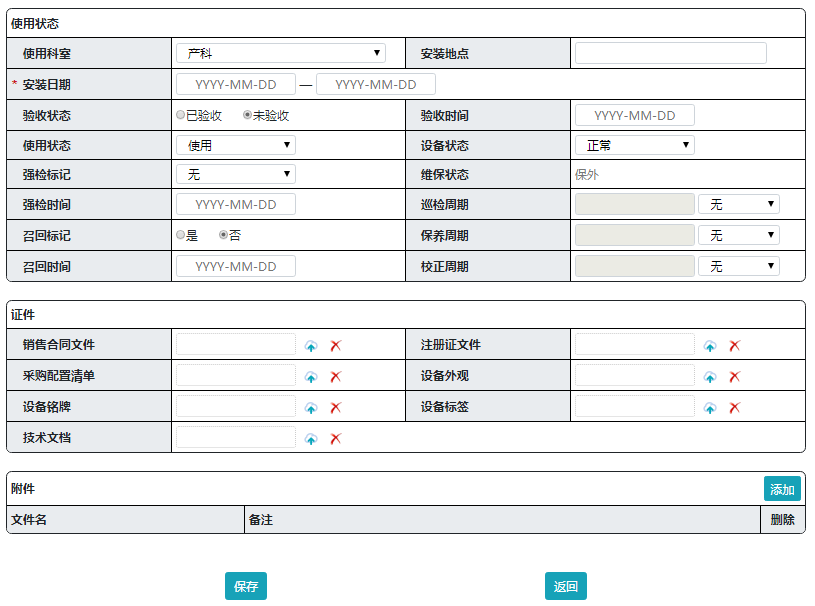 使用状态
使用科室 产科 安装地点
* 安装日期 YYYY-MM-DD — YYYY-MM-DD
验收状态 已验收 未验收 验收时间 YYYY-MM-DD
使用状态 使用 设备状态 正常
强检标记 无 维保状态 保外
强检时间 YYYY-MM-DD 巡检周期 无
召回标记 是 否 保养周期 无
召回时间 YYYY-MM-DD 校正周期 无
证件
销售合同文件 注册证文件
采购配置清单 设备外观
设备铭牌 设备标签
技术文档
附件 添加
文件名 备注 删除
保存 返回